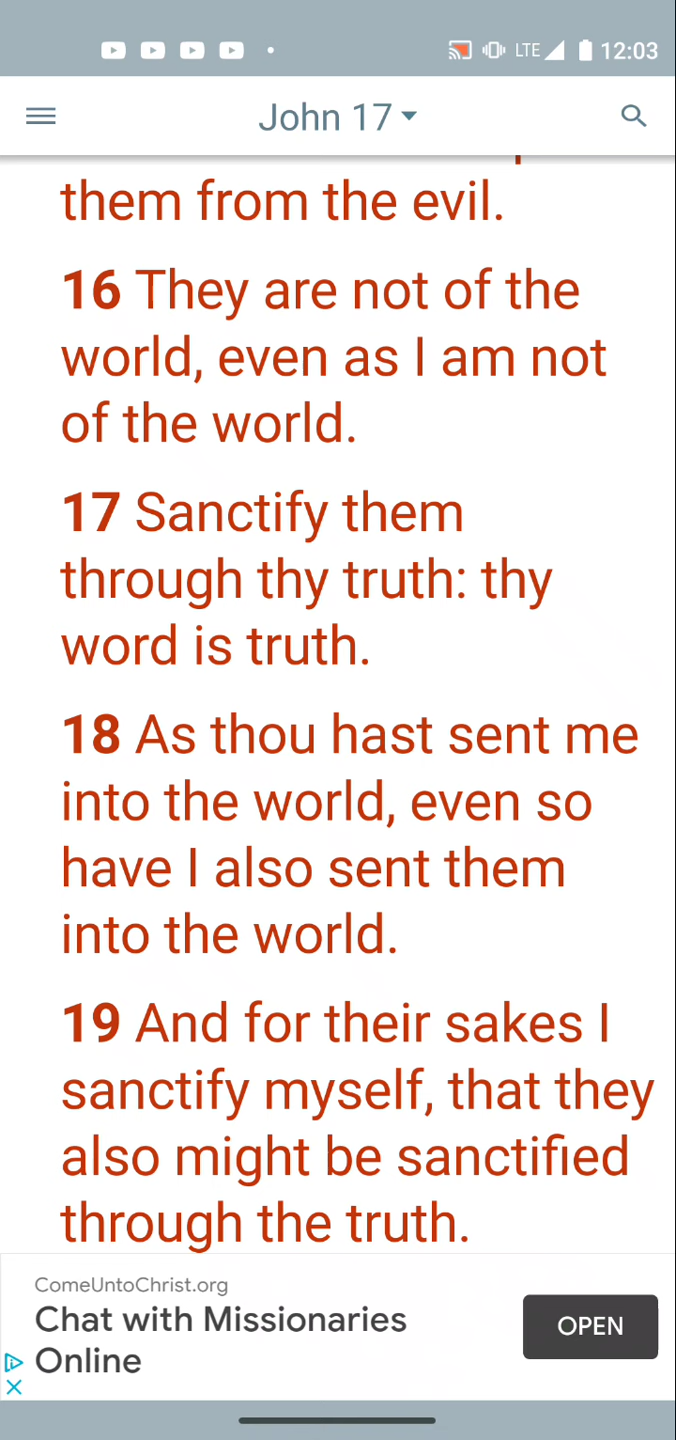 LTE 12:03
John 17
them from the evil.
16 They are not of the
world, even as I am not
of the world.
17 Sanctify them
through thy truth: thy
word is truth.
18 As thou hast sent me
into the world, even so
have I also sent them
into the world.
19 And for their sakes I
sanctify myself, that they
also might be sanctified
through the truth.
ComeUntoChrist.org
Chat with Missionaries
Online
OPEN